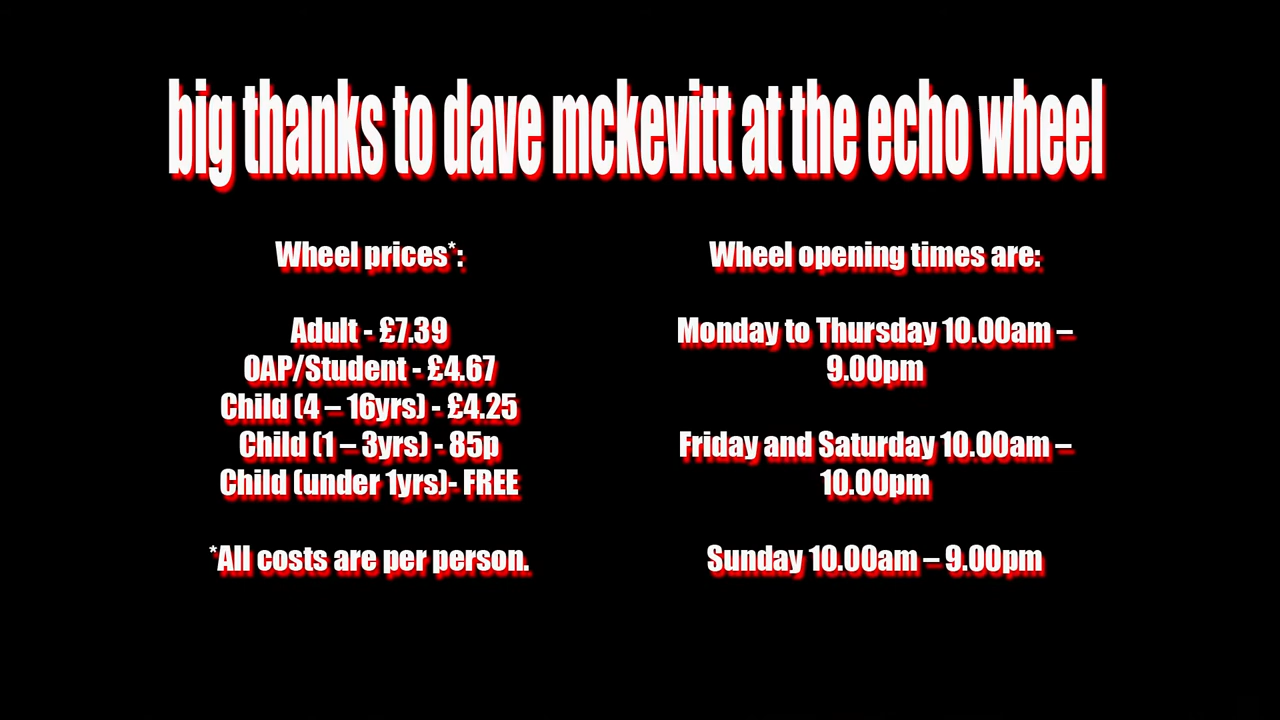 big thanks to dave mckevitt at the echo wheel
Wheel prices*:
Adult - £7.39
OAP/Student - £4.67
Child (4 – 16yrs) - £4.25
Child (1 – 3yrs) - 85p
Child (under 1yrs)- FREE
*All costs are per person.
Wheel opening times are:
Monday to Thursday 10.00am –
9.00pm
Friday and Saturday 10.00am –
10.00pm
Sunday 10.00am – 9.00pm